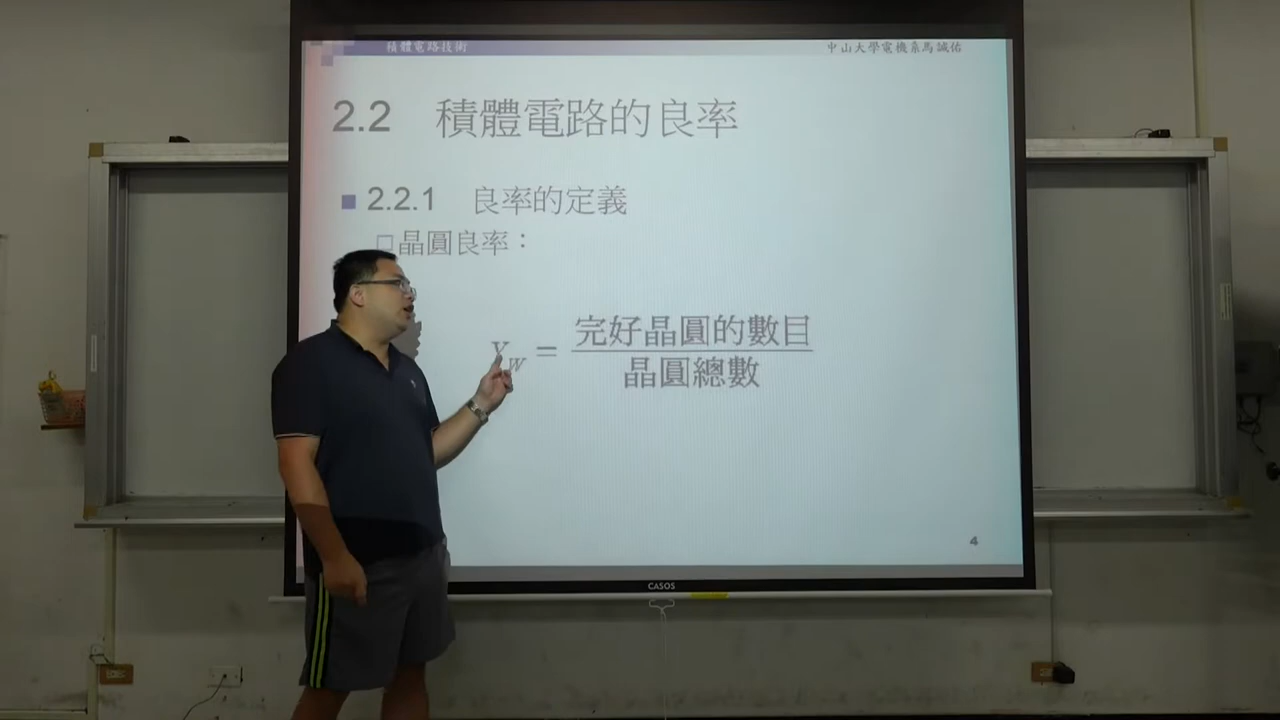 積體電路技術
中山大學電機系馬誠佑
2.2 積體電路的良率
2.2.1 良率的定義
晶圓良率：
Y_W = 完好晶圓的數目
晶圓總數
4
CASOS